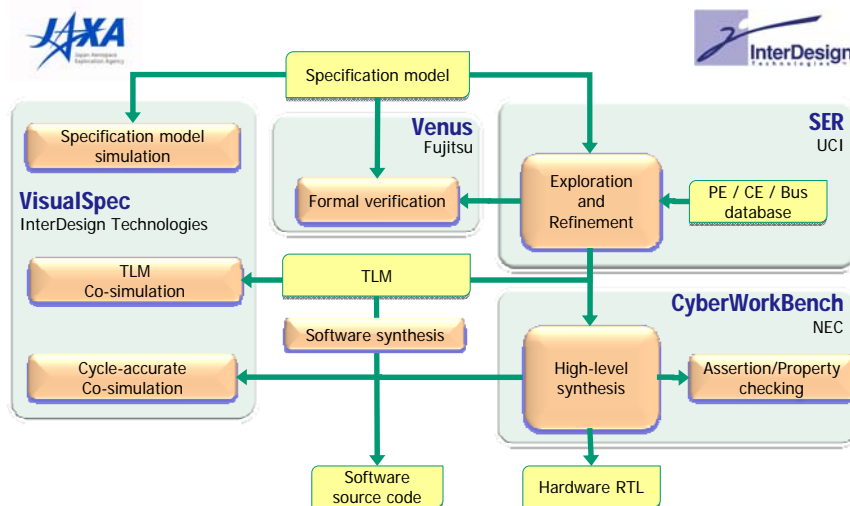 JAXA
Japan Aerospace
Exploration Agency
InterDesign
Technologies
Specification model
Specification model
simulation
Venus
Fujitsu
SER
UCI
Formal verification
Exploration
and
Refinement
PE / CE / Bus
database
VisualSpec
InterDesign Technologies
TLM
Co-simulation
TLM
CyberWorkBench
NEC
Software synthesis
Cycle-accurate
Co-simulation
High-level
synthesis
Assertion/Property
checking
Software
source code
Hardware RTL